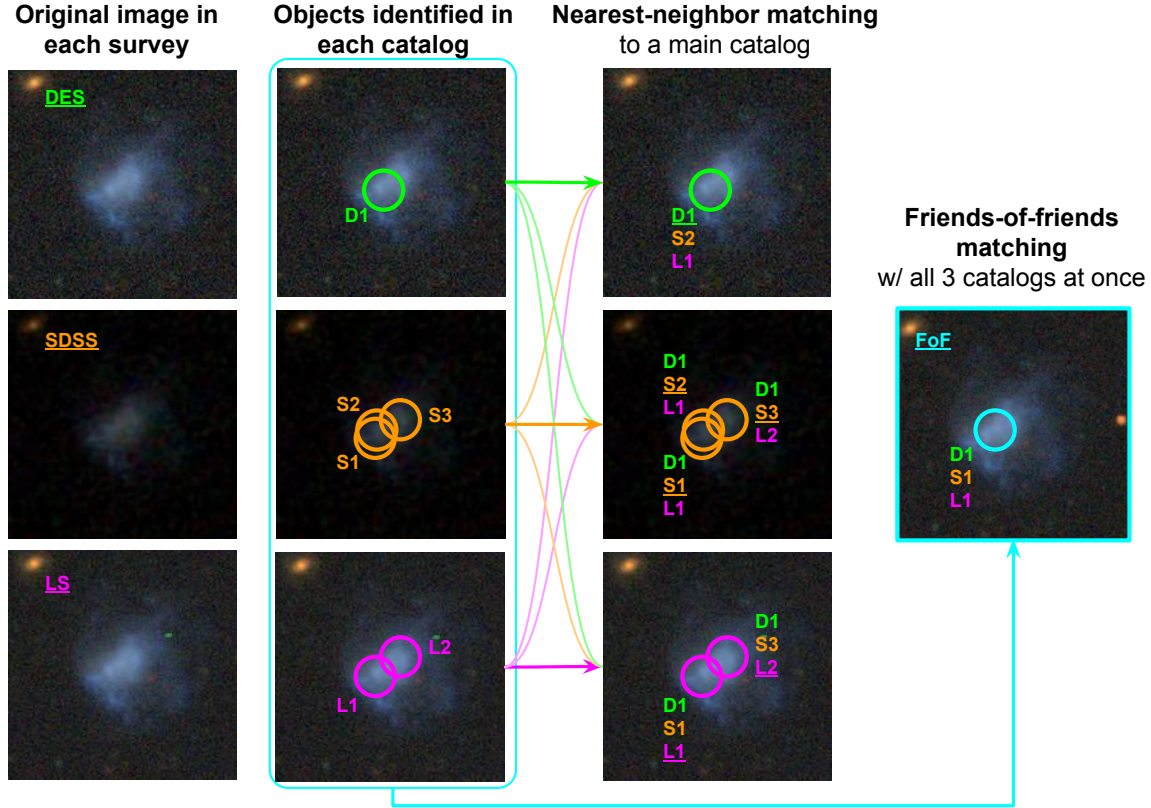 Original image in
each survey
Objects identified in
each catalog
Nearest-neighbor matching
to a main catalog
DES
D1
D1
S2
L1
Friends-of-friends
matching
w/ all 3 catalogs at once
SDSS
S2
S3
S1
D1
S2
L1
D1
S3
L2
D1
S1
L1
FoF
D1
S1
L1
LS
L2
L1
D1
S3
L2
D1
S1
L1